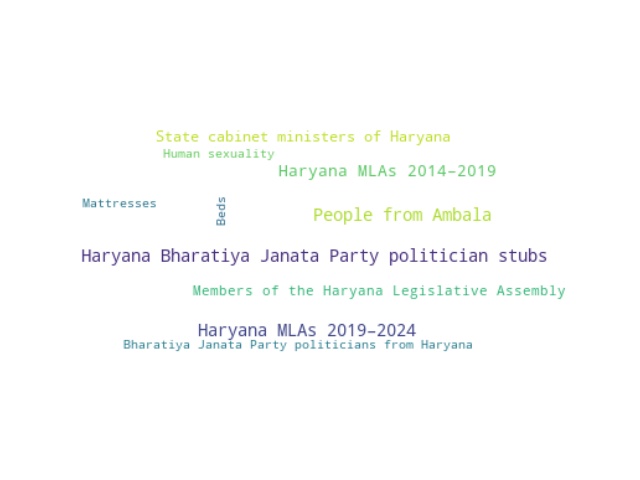 State cabinet ministers of Haryana
Human sexuality
Haryana MLAs 2014–2019
Mattresses
Beds
People from Ambala
Haryana Bharatiya Janata Party politician stubs
Members of the Haryana Legislative Assembly
Haryana MLAs 2019–2024
Bharatiya Janata Party politicians from Haryana